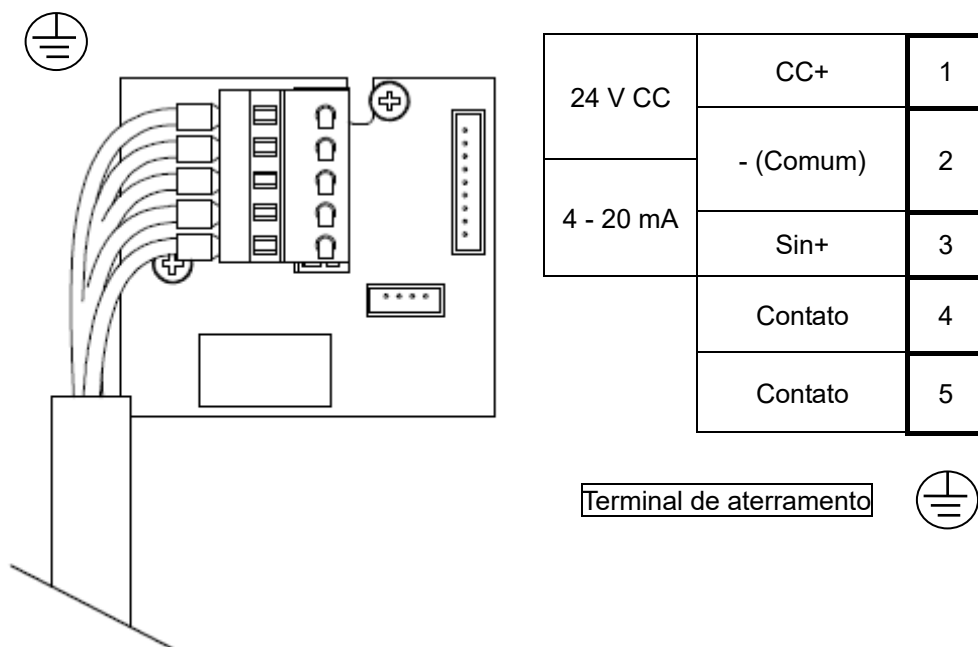 24 V CC
CC+
1
- (Comum)
2
4 - 20 mA
Sin+
3
Contato
4
Contato
5
Terminal de aterramento